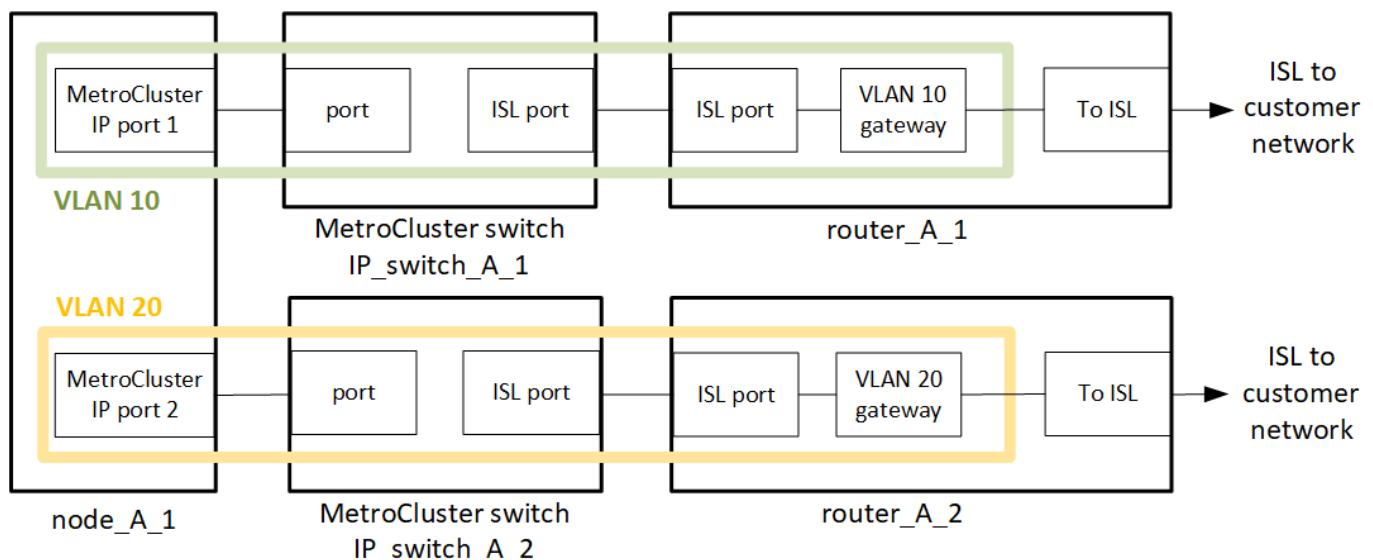 MetroCluster
IP port 1
port
ISL port
ISL port
VLAN 10
gateway
To ISL
ISL to
customer
network
VLAN 10
MetroCluster switch
IP_switch_A_1
router_A_1
VLAN 20
MetroCluster
IP port 2
port
ISL port
ISL port
VLAN 20
gateway
To ISL
ISL to
customer
network
node_A_1
MetroCluster switch
IP_switch_A_2
router_A_2